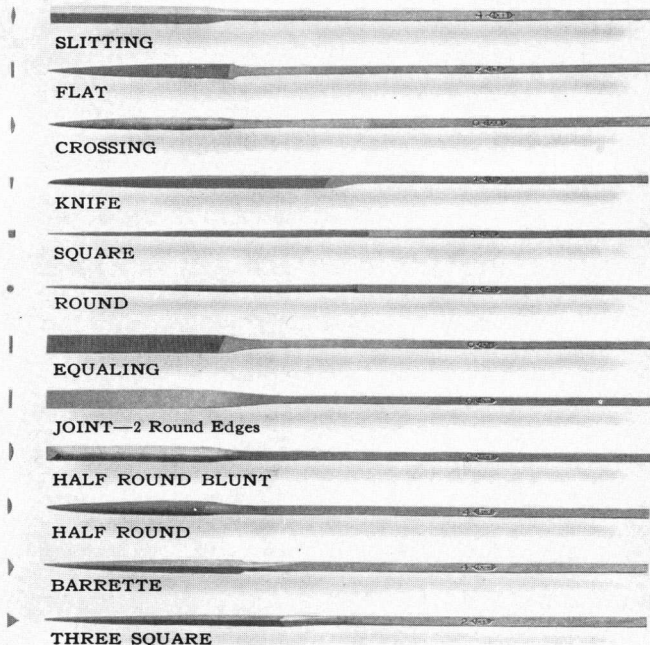 SLITTING
FLAT
CROSSING
KNIFE
SQUARE
ROUND
EQUALING
JOINT—2 Round Edges
HALF ROUND BLUNT
HALF ROUND
BARRETTE
THREE SQUARE